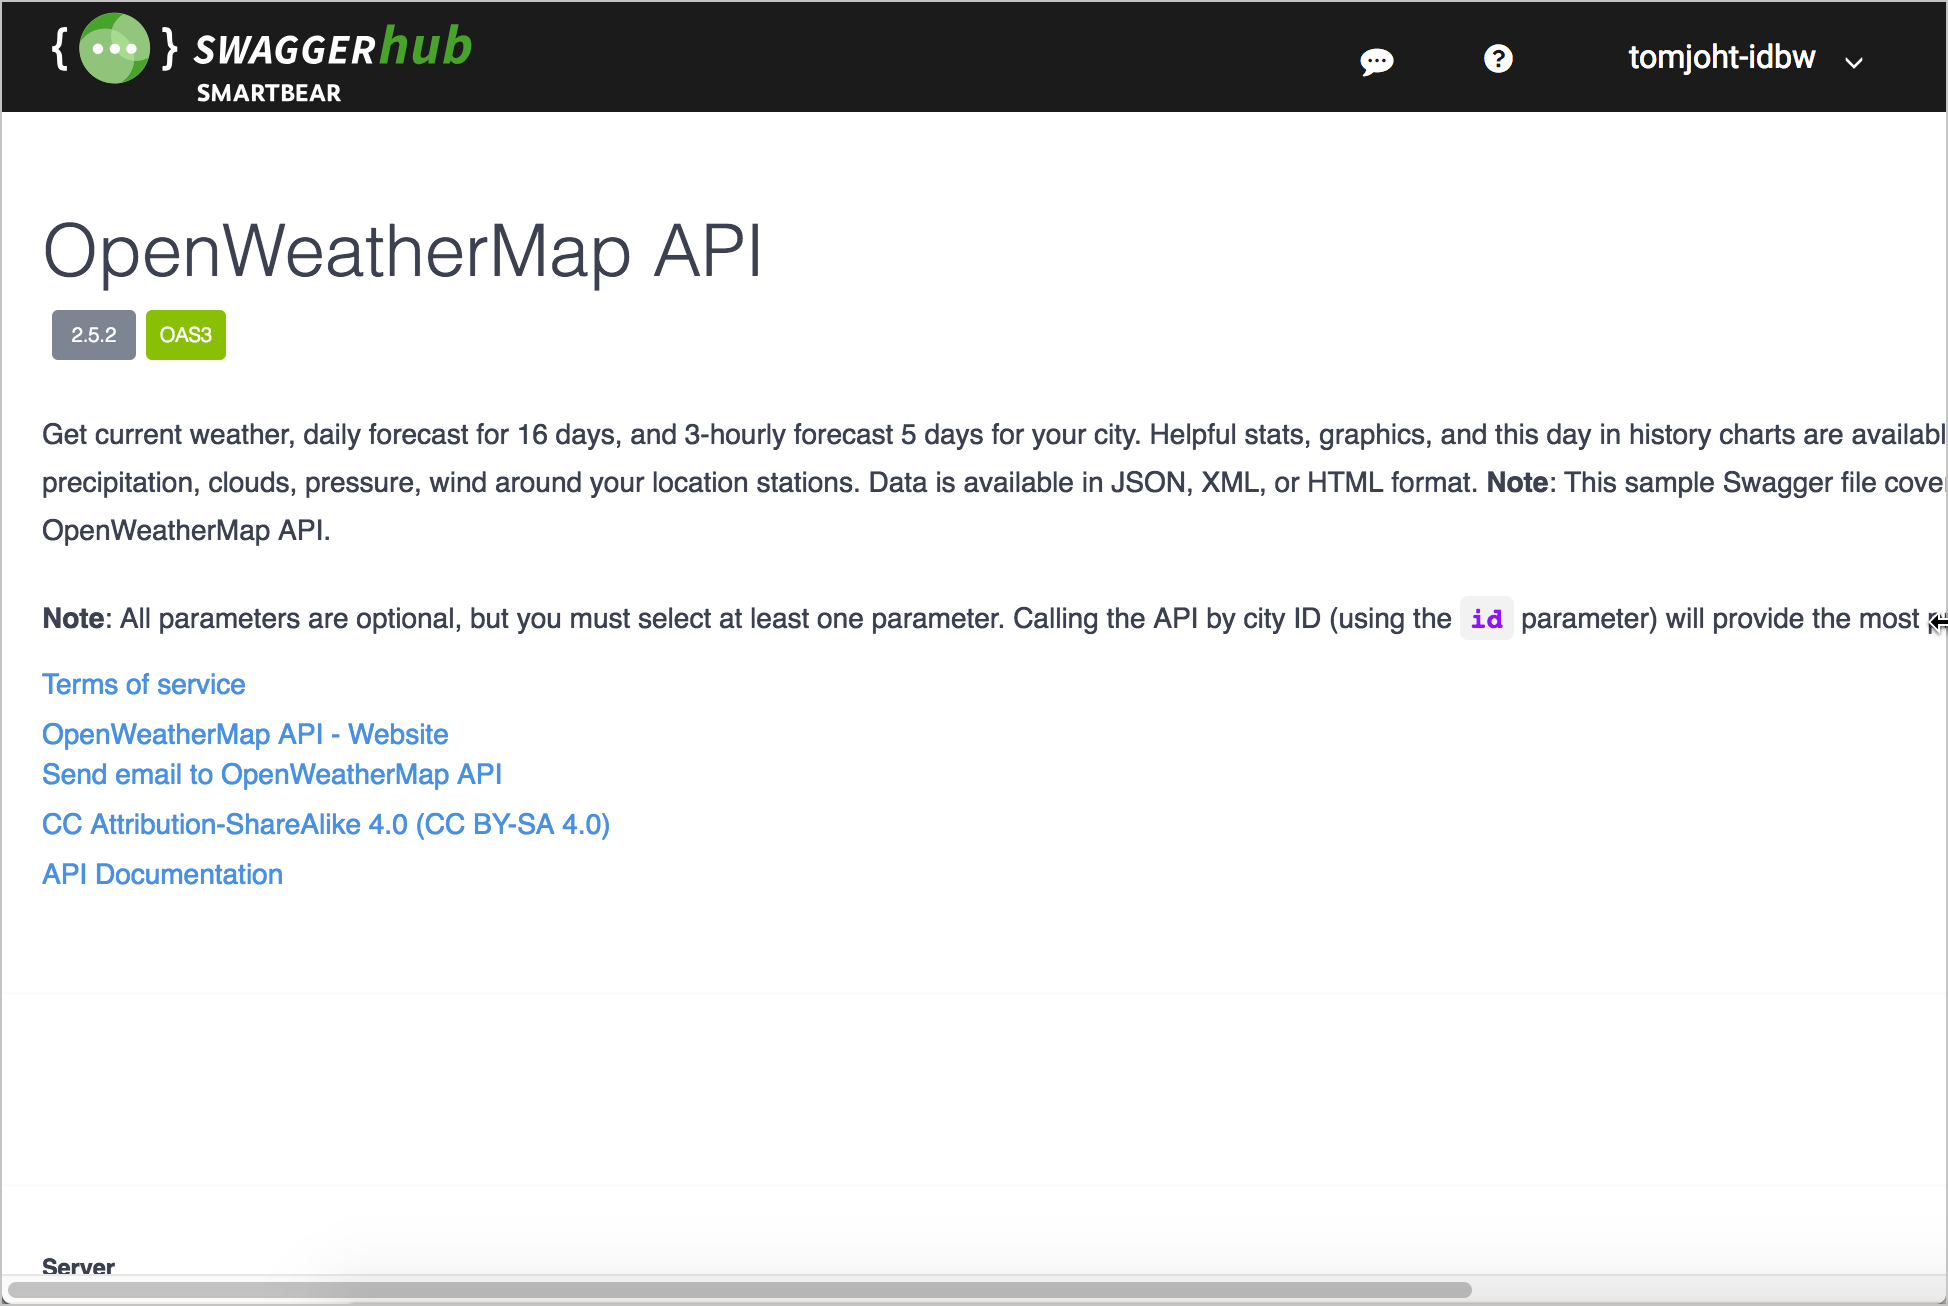 { ... } SWAGGERhub
SMARTBEAR
tomjoht-idbw
OpenWeatherMap API
2.5.2
OAS3
Get current weather, daily forecast for 16 days, and 3-hourly forecast 5 days for your city. Helpful stats, graphics, and this day in history charts are
precipitation, clouds, pressure, wind around your location stations. Data is available in JSON, XML, or HTML format. Note: This sample Swagger file
OpenWeatherMap API.
Note: All parameters are optional, but you must select at least one parameter. Calling the API by city ID (using the id parameter) will provide the most
Terms of service
OpenWeatherMap API - Website
Send email to OpenWeatherMap API
CC Attribution-ShareAlike 4.0 (CC BY-SA 4.0)
API Documentation
Server